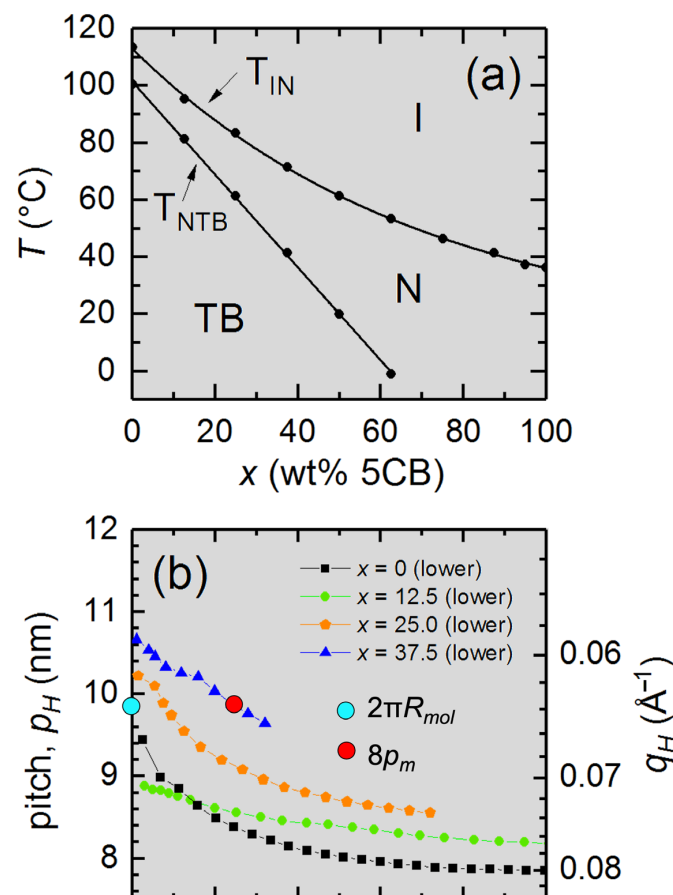 120
100
80
60
40
20
0
T (°C)
(a)
T_IN
T_NTB
I
N
TB
0 20 40 60 80 100
x (wt% 5CB)
12
11
10
9
8
pitch, p_H (nm)
(b)
x = 0 (lower)
x = 12.5 (lower)
x = 25.0 (lower)
x = 37.5 (lower)
2πR_mol
8p_m
0.06
0.07
0.08
q_H (Å⁻¹)